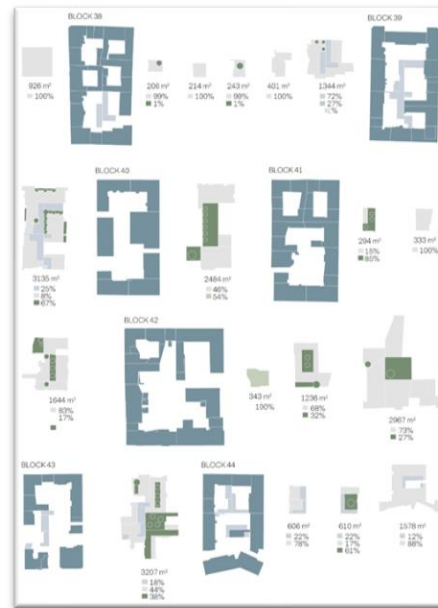 BLOCK 38
BLOCK 39
926 m²
100%
206 m²
99%
1%
214 m²
100%
243 m²
99%
1%
401 m²
100%
1344 m²
72%
27%
BLOCK 40
BLOCK 41
3135 m²
25%
8%
67%
2484 m²
46%
54%
294 m²
15%
85%
333 m²
100%
BLOCK 42
1644 m²
83%
17%
343 m²
100%
1236 m²
68%
32%
2967 m²
73%
27%
BLOCK 43
BLOCK 44
3207 m²
18%
44%
38%
606 m²
22%
78%
610 m²
22%
17%
61%
1578 m²
12%
88%